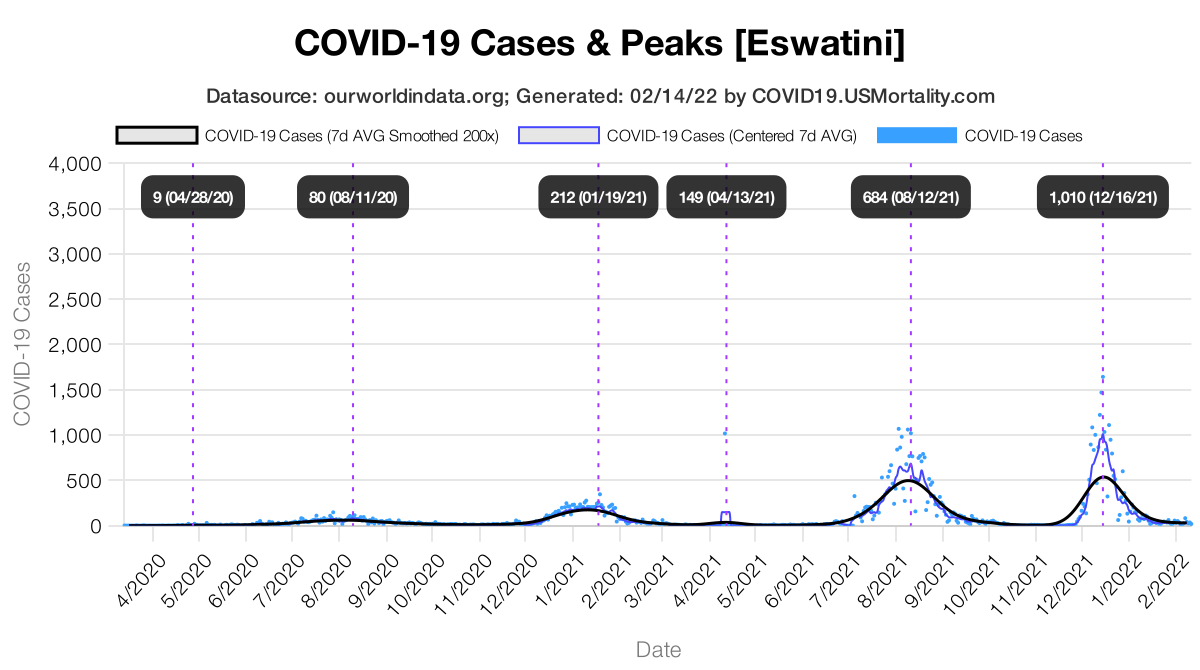 COVID-19 Cases & Peaks [Eswatini]
Datasource: ourworldindata.org; Generated: 02/14/22 by COVID19.USMortality.com
COVID-19 Cases (7d AVG Smoothed 200x) COVID-19 Cases (Centered 7d AVG) COVID-19 Cases
4,000
9 (04/28/20) 80 (08/11/20) 212 (01/19/21) 149 (04/13/21) 684 (08/12/21) 1,010 (12/16/21)
3,500
3,000
2,500
2,000
1,500
1,000
500
0
COVID-19 Cases
4/2020 5/2020 6/2020 7/2020 8/2020 9/2020 10/2020 11/2020 12/2020 1/2021 2/2021 3/2021 4/2021 5/2021 6/2021 7/2021 8/2021 9/2021 10/2021 11/2021 12/2021 1/2022 2/2022
Date